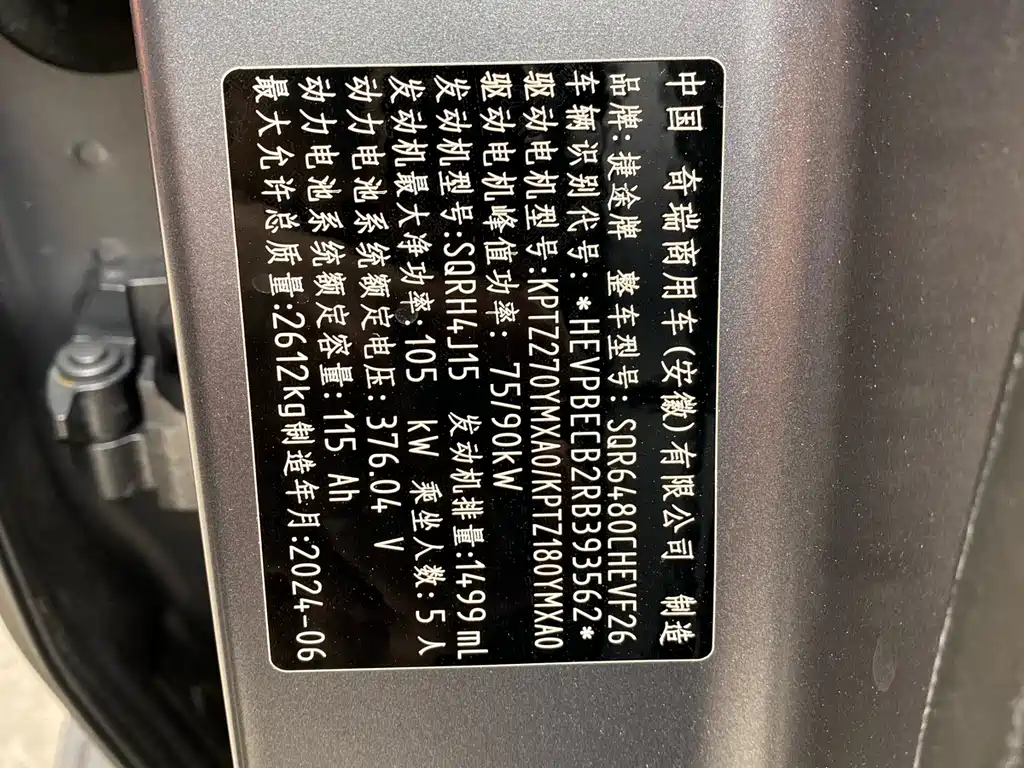 中国 奇瑞商用车(安徽)有限公司 制造
品牌:捷途牌 整车型号:SQR6480CHEVF26
车辆识别代号:*HEVPBECB2RB393562*
驱动电机型号:KPTZ270YMXA0/KPTZ180YMXA0
驱动电机峰值功率: 75/90kW
发动机型号:SQRH4J15 发动机排量:1499 mL
发动机最大净功率:105 kW 乘坐人数:5 人
动力电池系统额定电压:376.04 V
动力电池系统额定容量:115 Ah
最大允许总质量:2612kg制造年月:2024-06